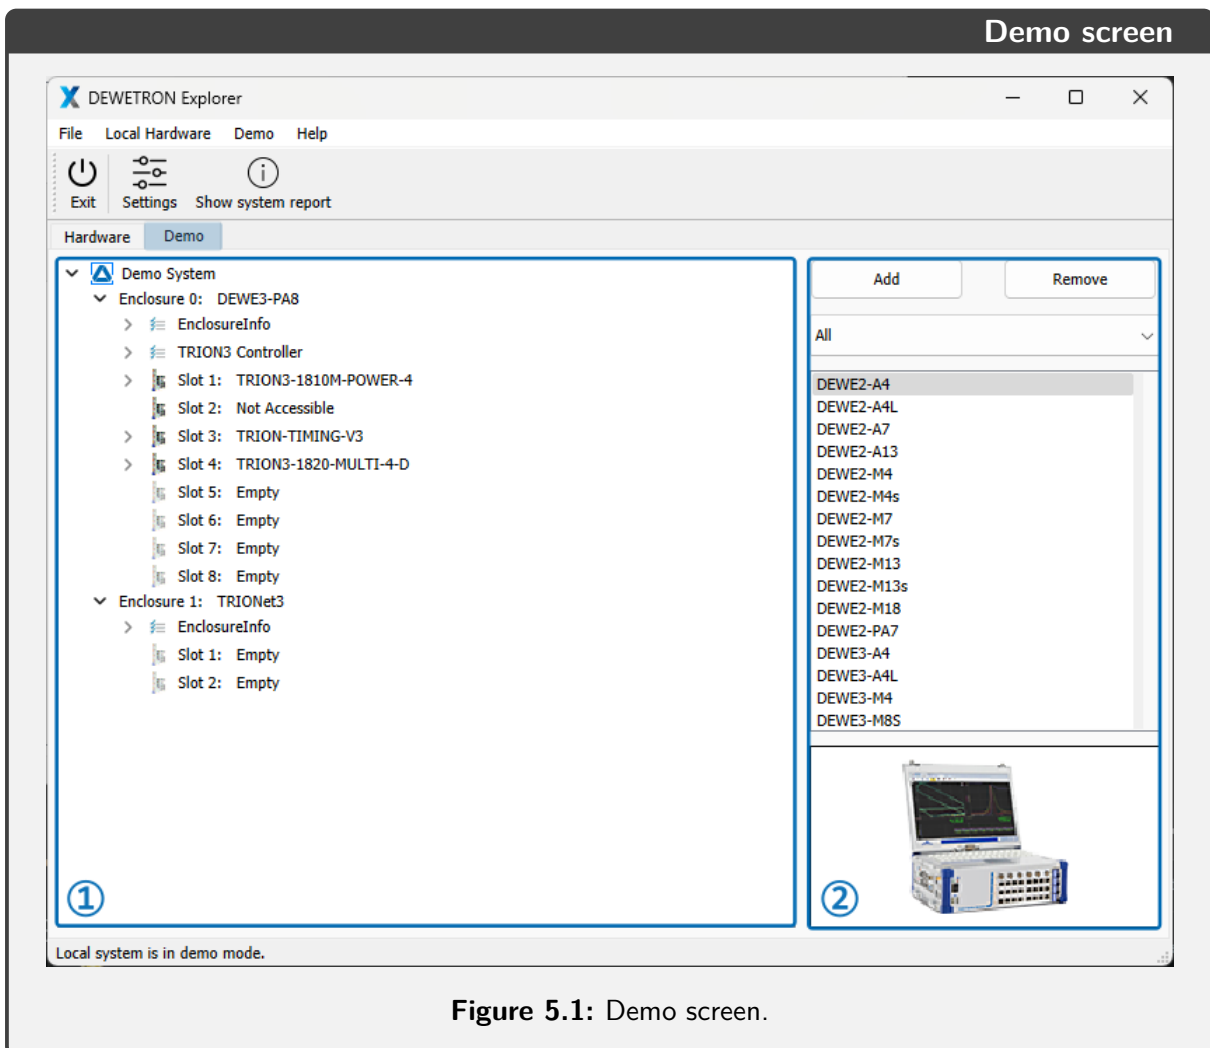 Demo screen
DEWETRON Explorer
File Local Hardware Demo Help
Exit Settings Show system report
Hardware Demo
Demo System
Enclosure 0: DEWE3-PA8
EnclosureInfo
TRION3 Controller
Slot 1: TRION3-1810M-POWER-4
Slot 2: Not Accessible
Slot 3: TRION-TIMING-V3
Slot 4: TRION3-1820-MULTI-4-D
Slot 5: Empty
Slot 6: Empty
Slot 7: Empty
Slot 8: Empty
Enclosure 1: TRIONet3
EnclosureInfo
Slot 1: Empty
Slot 2: Empty
1
Add Remove
All
DEWE2-A4
DEWE2-A4L
DEWE2-A7
DEWE2-A13
DEWE2-M4
DEWE2-M4s
DEWE2-M7
DEWE2-M7s
DEWE2-M13
DEWE2-M13s
DEWE2-M18
DEWE2-PA7
DEWE3-A4
DEWE3-A4L
DEWE3-M4
DEWE3-M8S
2
Local system is in demo mode.
Figure 5.1: Demo screen.